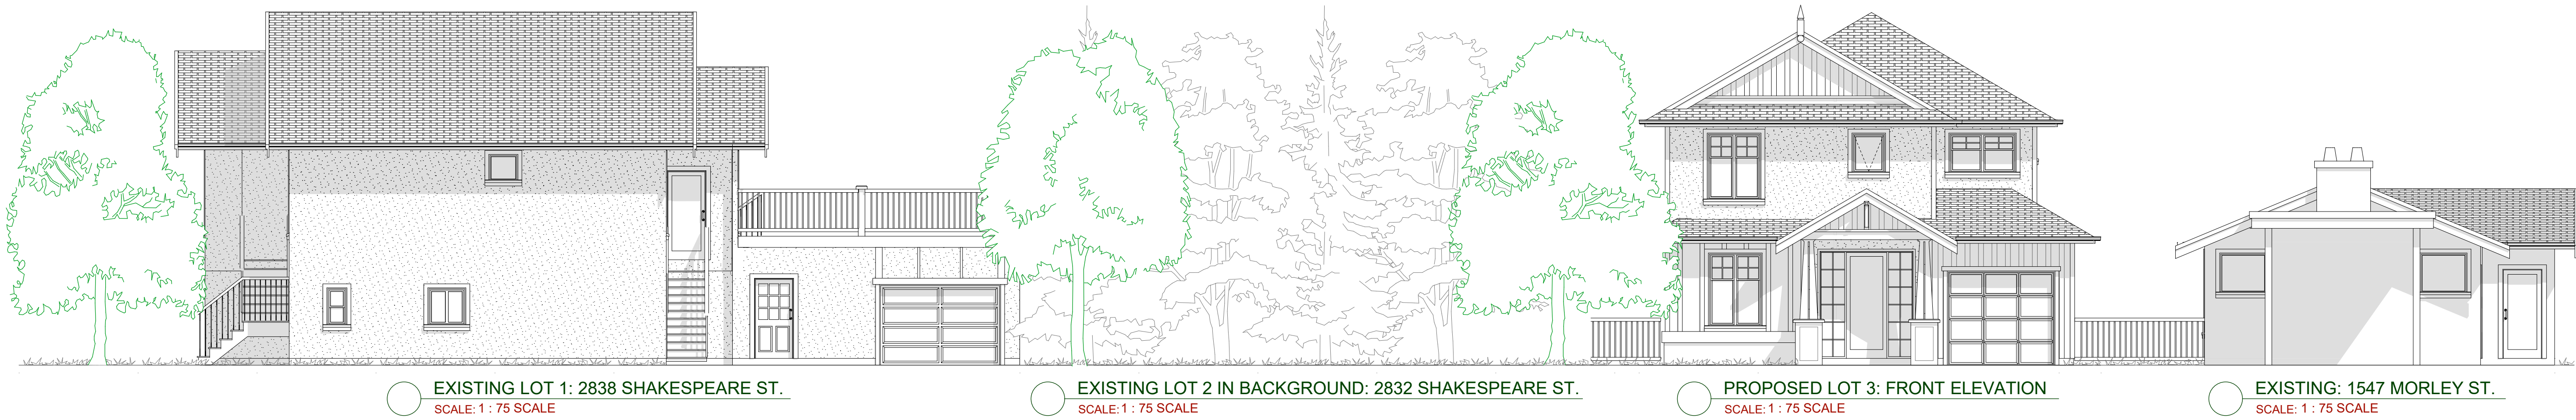 EXISTING LOT 1: 2838 SHAKESPEARE ST.
SCALE: 1 : 75 SCALE
EXISTING LOT 2 IN BACKGROUND: 2832 SHAKESPEARE ST.
SCALE: 1 : 75 SCALE
PROPOSED LOT 3: FRONT ELEVATION
SCALE: 1 : 75 SCALE
EXISTING: 1547 MORLEY ST.
SCALE: 1 : 75 SCALE